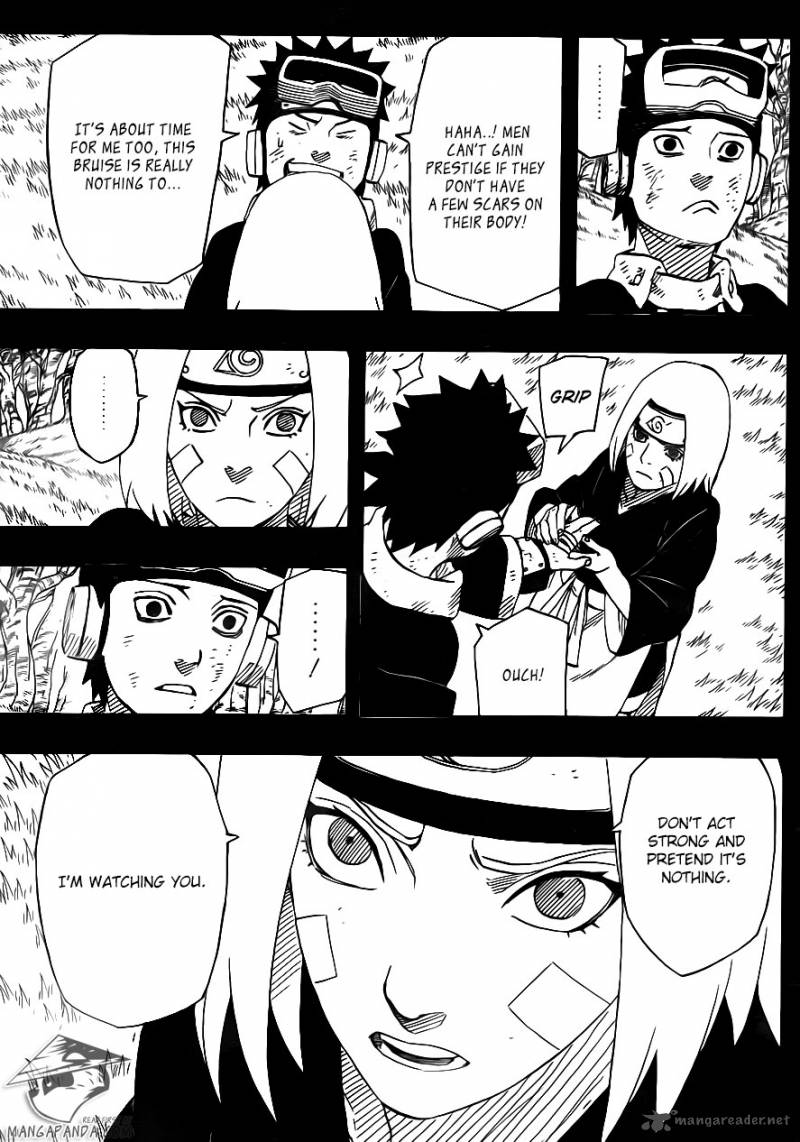 ..........
HAHA..! MEN
CAN'T GAIN
PRESTIGE IF THEY
DON'T HAVE
A FEW SCARS ON
THEIR BODY!
IT'S ABOUT TIME
FOR ME TOO, THIS
BRUISE IS REALLY
NOTHING TO...
GRIP
OUCH!
......
....... /
DON'T ACT
STRONG AND
PRETEND IT'S
NOTHING.
I'M WATCHING YOU.
MANGAPANDA.COM
mangareader.net